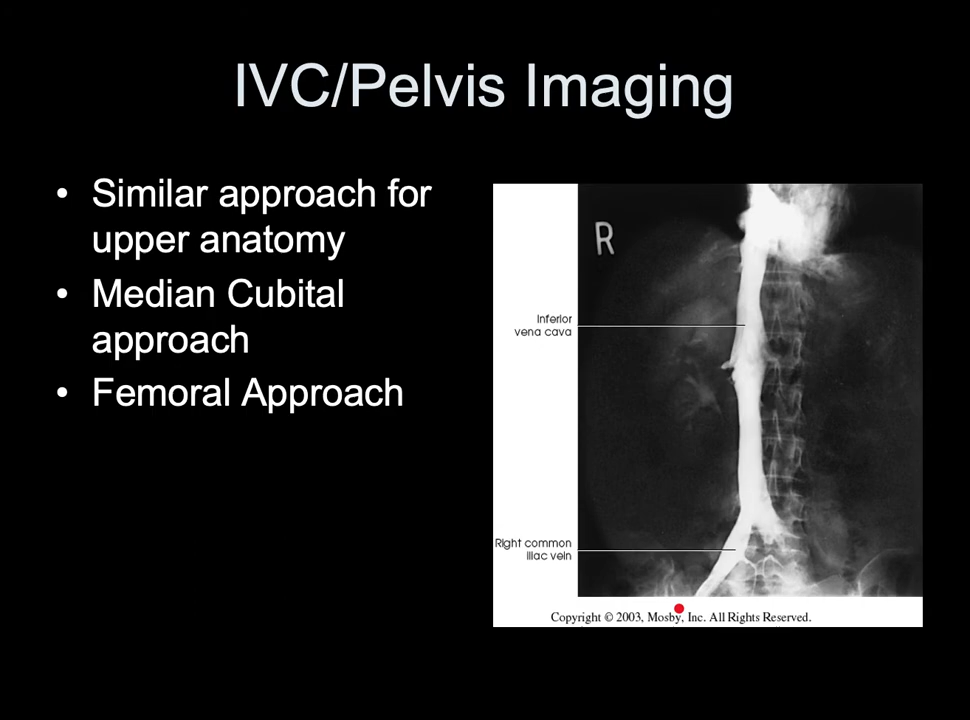 IVC/Pelvis Imaging
• Similar approach for
upper anatomy
• Median Cubital
approach
• Femoral Approach
R
Inferior
vena cava
Right common
iliac vein
Copyright © 2003, Mosby, Inc. All Rights Reserved.